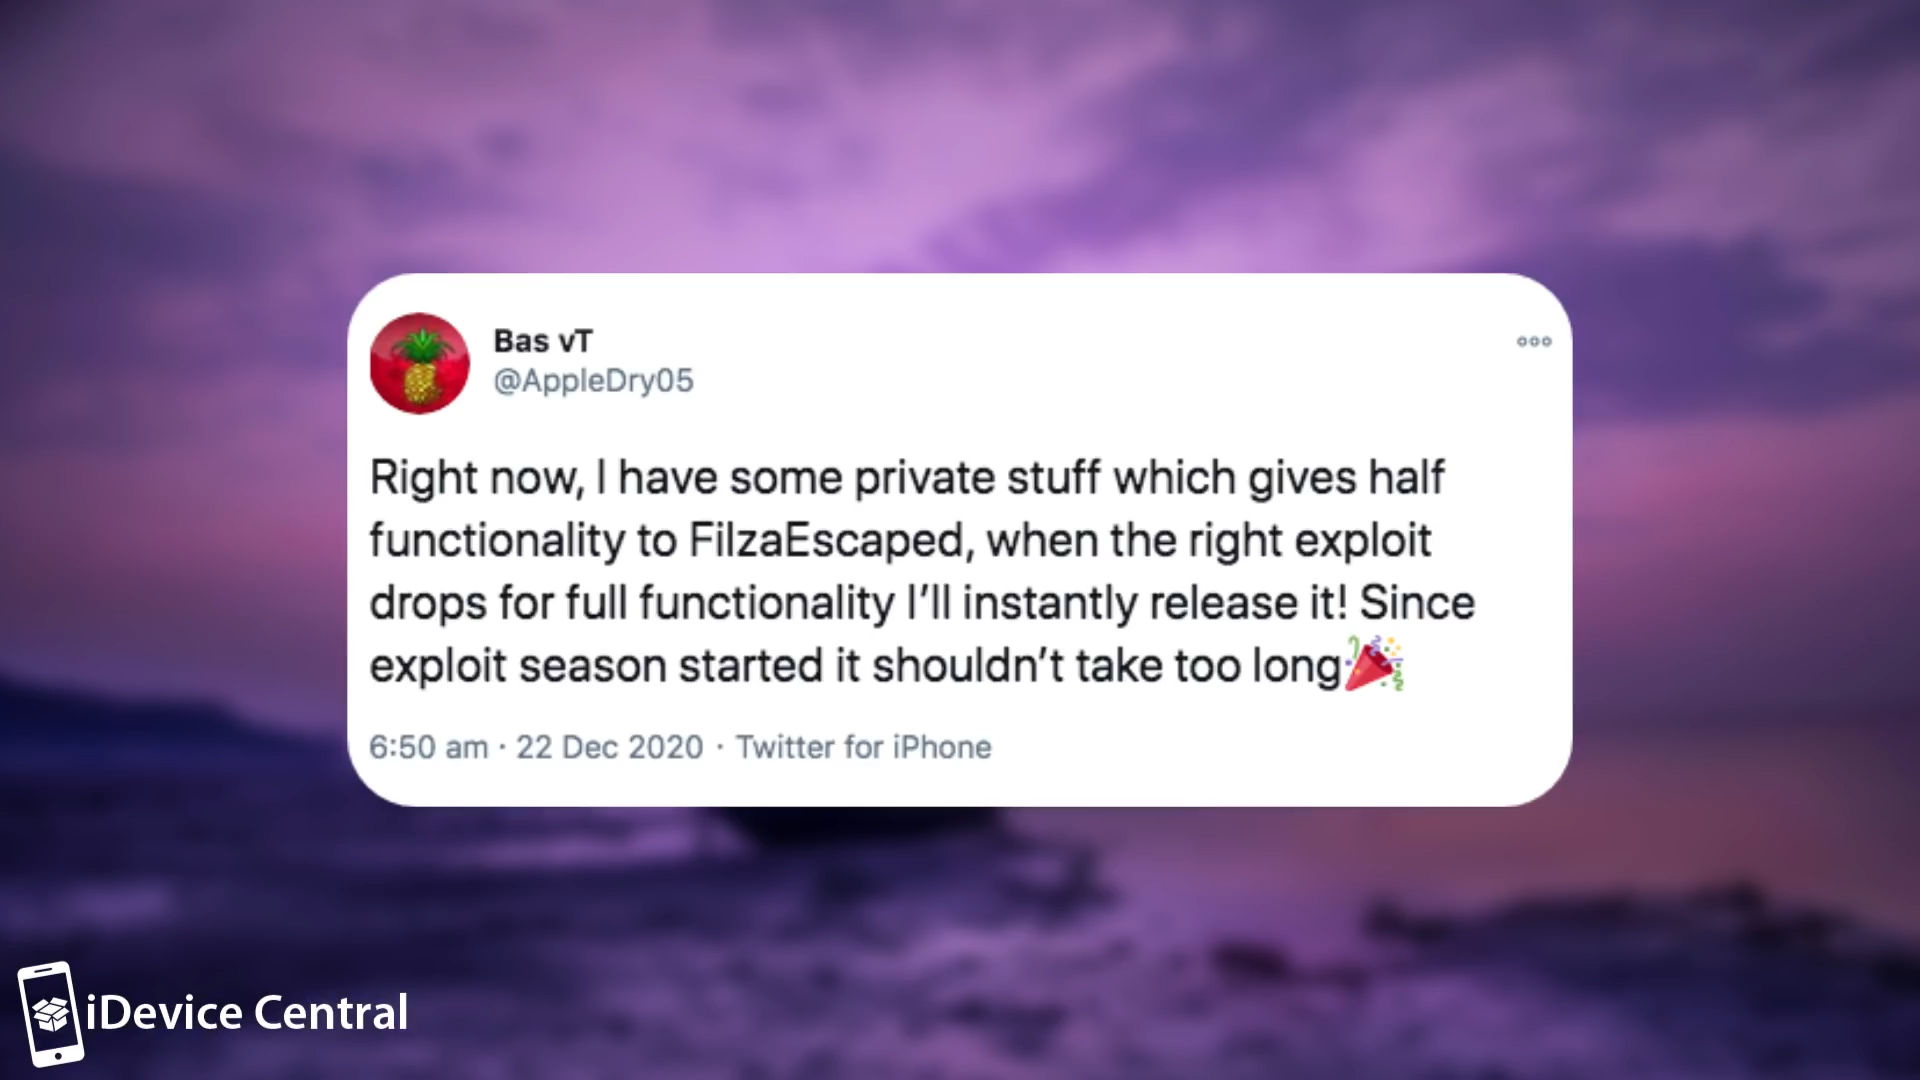 Bas vT
@AppleDry05
Right now, I have some private stuff which gives half
functionality to FilzaEscaped, when the right exploit
drops for full functionality I’ll instantly release it! Since
exploit season started it shouldn’t take too long🎉
6:50 am · 22 Dec 2020 · Twitter for iPhone
iDevice Central